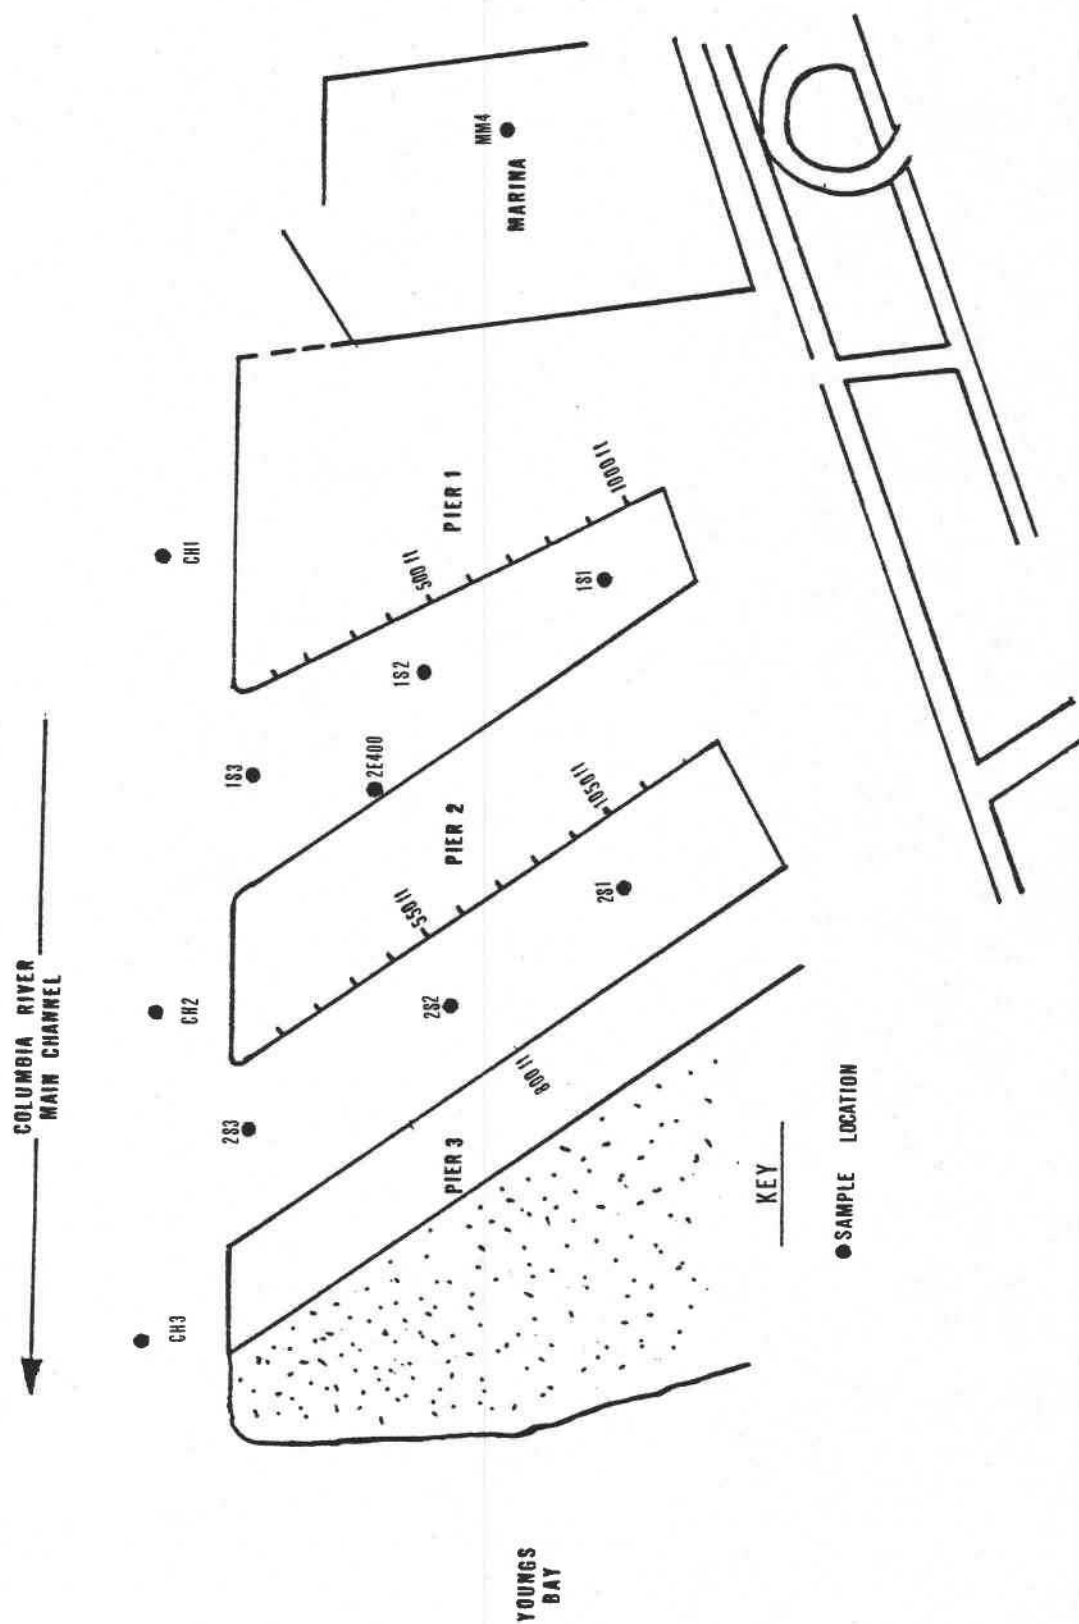 COLUMBIA RIVER
MAIN CHANNEL
CH3
CH2
CH1
2S3
1S3
2S2
2E400
1S2
2S1
1S1
MM4
MARINA
PIER 3
PIER 2
PIER 1
800 ft
550 ft
1050 ft
500 ft
1000 ft
YOUNGS
BAY
KEY
SAMPLE LOCATION